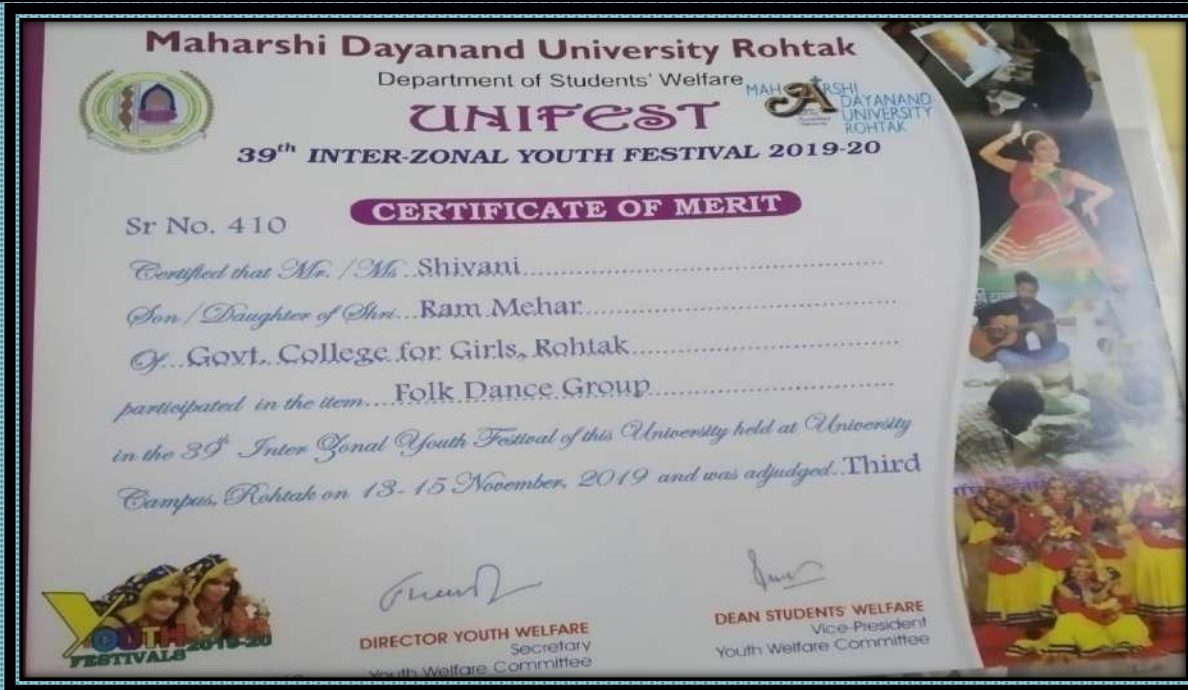 Maharshi Dayanand University Rohtak
Department of Students' Welfare
MAHARSHI
DAYANAND
UNIVERSITY
ROHTAK
UNIFEST
39th INTER-ZONAL YOUTH FESTIVAL 2019-20
CERTIFICATE OF MERIT
Sr No. 410
Certified that Mr. / Ms. Shivani
Son / Daughter of Shri... Ram Mehar
Of... Govt. College for Girls, Rohtak
participated in the item... Folk Dance Group
in the 39th Inter Zonal Youth Festival of this University held at University
Campus, Rohtak on 13-15 November, 2019 and was adjudged.. Third
YOUTH 2019-20
FESTIVALS
DIRECTOR YOUTH WELFARE
Secretary
Youth Welfare Committee
DEAN STUDENTS' WELFARE
Vice-President
Youth Welfare Committee